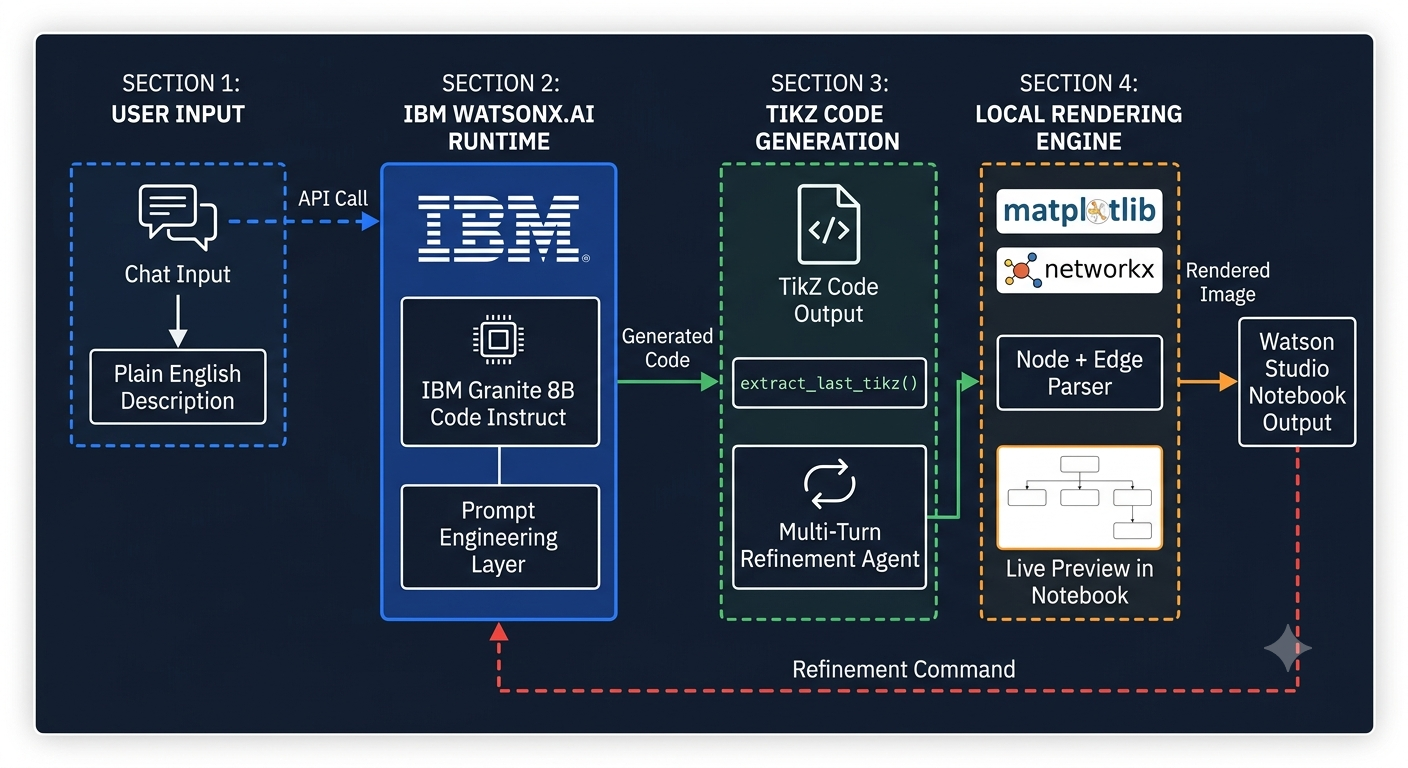 SECTION 1:
USER INPUT
Chat Input
Plain English
Description
API Call
SECTION 2:
IBM WATSONX.AI
RUNTIME
IBM®
IBM Granite 8B
Code Instruct
Prompt
Engineering
Layer
Generated
Code
SECTION 3:
TIKZ CODE
GENERATION
</>
TikZ Code
Output
extract_last_tikz()
Multi-Turn
Refinement Agent
SECTION 4:
LOCAL RENDERING
ENGINE
matplotlib
networkx
Node + Edge
Parser
Live Preview in
Notebook
Rendered
Image
Watson
Studio
Notebook
Output
Refinement Command